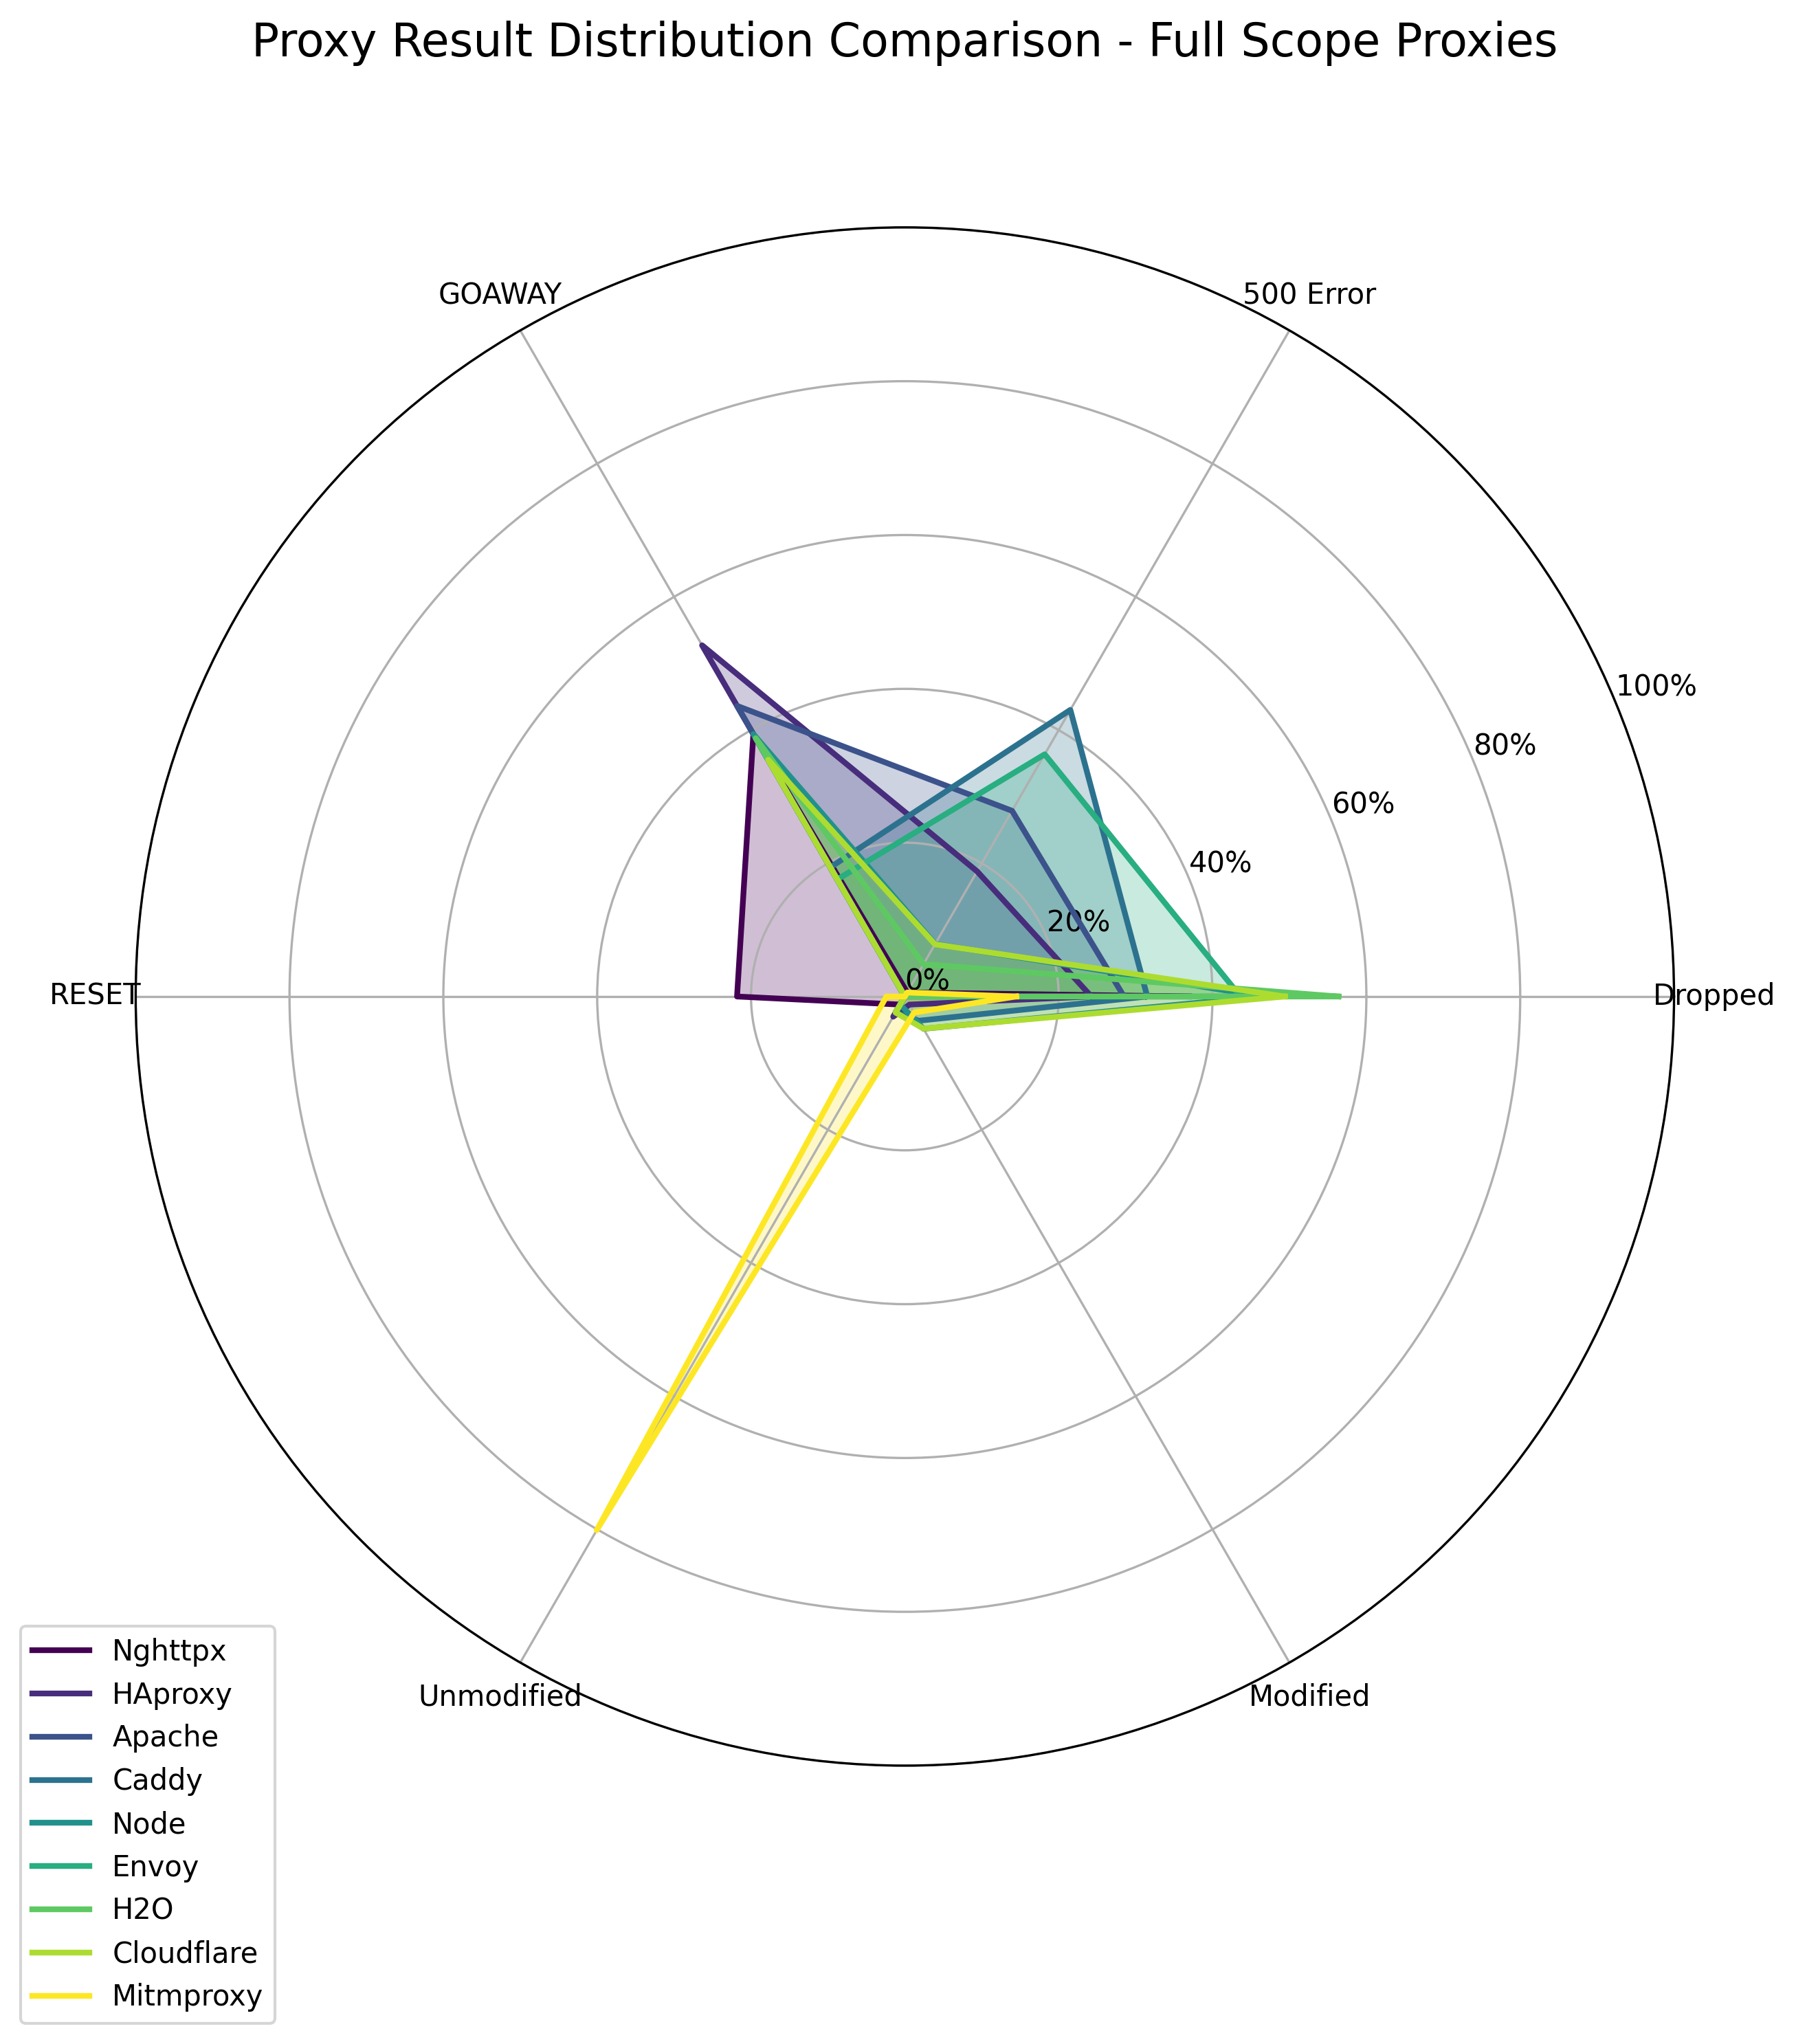 Proxy Result Distribution Comparison - Full Scope Proxies
GOAWAY
500 Error
100%
80%
60%
40%
20%
0%
RESET
Dropped
Unmodified
Modified
Nghttpx
HAproxy
Apache
Caddy
Node
Envoy
H2O
Cloudflare
Mitmproxy